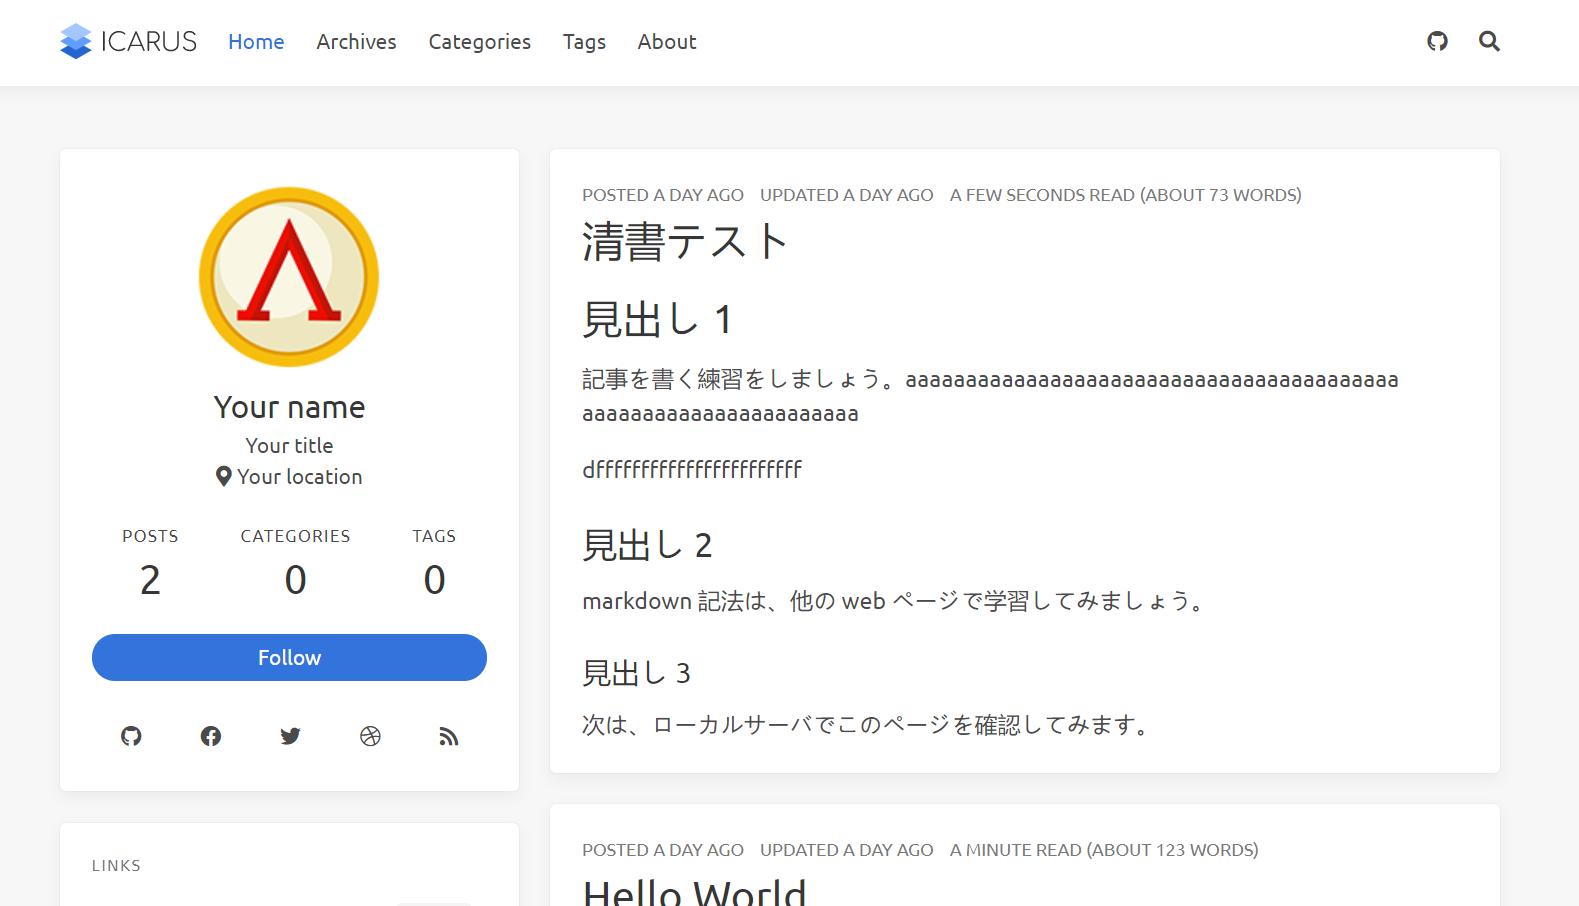 ICARUS Home Archives Categories Tags About
Your name
Your title
Your location
POSTS CATEGORIES TAGS
2 0 0
Follow
LINKS
POSTED A DAY AGO UPDATED A DAY AGO A FEW SECONDS READ (ABOUT 73 WORDS)
清書テスト
見出し 1
記事を書く練習をしましょう。aaaaaaaaaaaaaaaaaaaaaaaaaaaaaaaaaaaaaaaaa
aaaaaaaaaaaaaaaaaaaaaaa
dfffffffffffffffffffffff
見出し 2
markdown 記法は、他の web ページで学習してみましょう。
見出し 3
次は、ローカルサーバでこのページを確認してみます。
POSTED A DAY AGO UPDATED A DAY AGO A MINUTE READ (ABOUT 123 WORDS)
Hello World